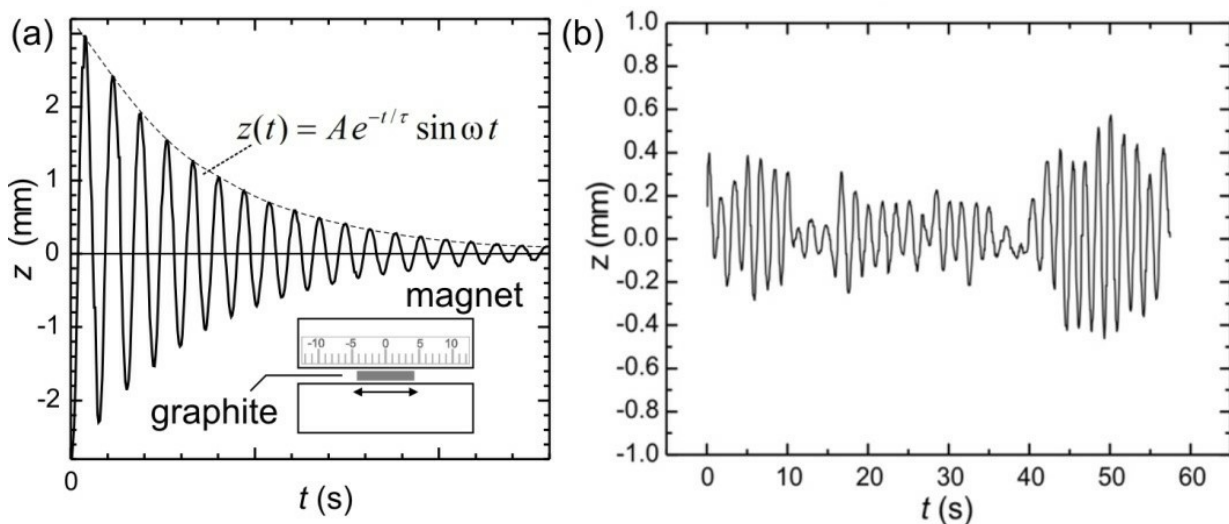 (a)
z (mm)
2
1
0
-1
-2
z(t) = A e^{-t/τ} sin ω t
magnet
-10 -5 0 5 10
graphite
0
t (s)
(b)
z (mm)
1.0
0.8
0.6
0.4
0.2
0.0
-0.2
-0.4
-0.6
-0.8
-1.0
0 10 20 30 40 50 60
t (s)